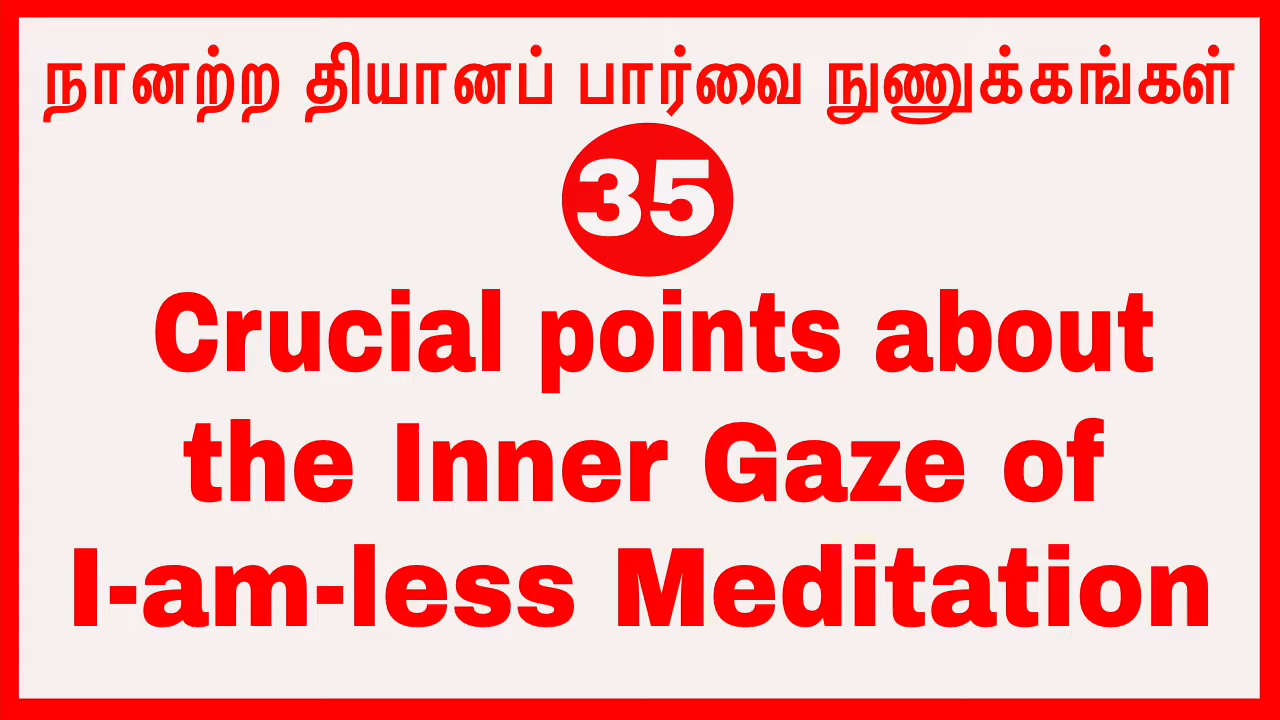 நானற்ற தியானப் பார்வை நுணுக்கங்கள்
35
Crucial points about
the Inner Gaze of
I-am-less Meditation